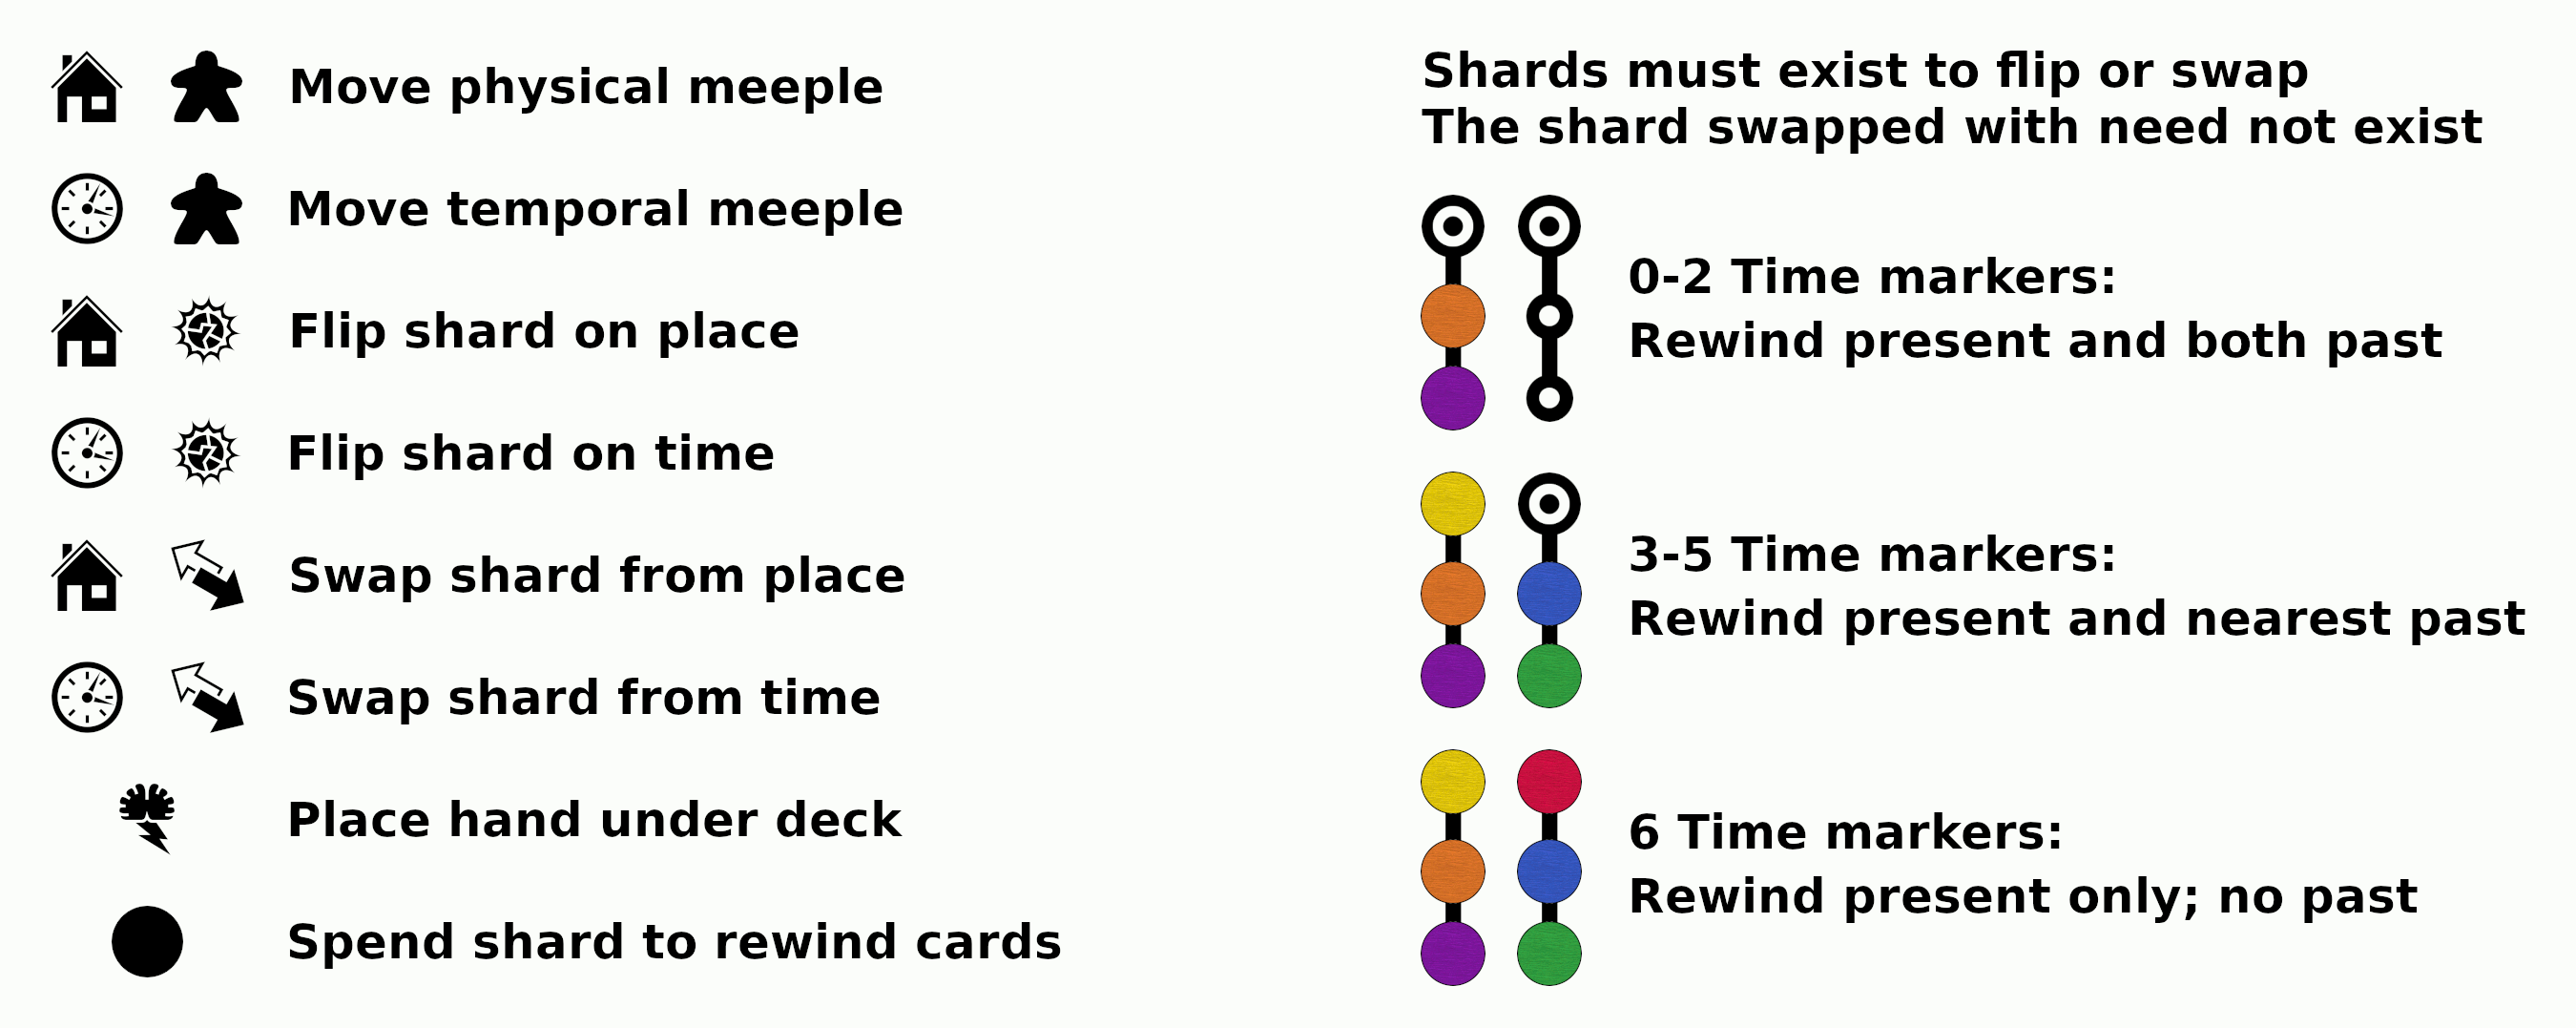 Move physical meeple
Move temporal meeple
Flip shard on place
Flip shard on time
Swap shard from place
Swap shard from time
Place hand under deck
Spend shard to rewind cards
Shards must exist to flip or swap
The shard swapped with need not exist
0-2 Time markers:
Rewind present and both past
3-5 Time markers:
Rewind present and nearest past
6 Time markers:
Rewind present only; no past